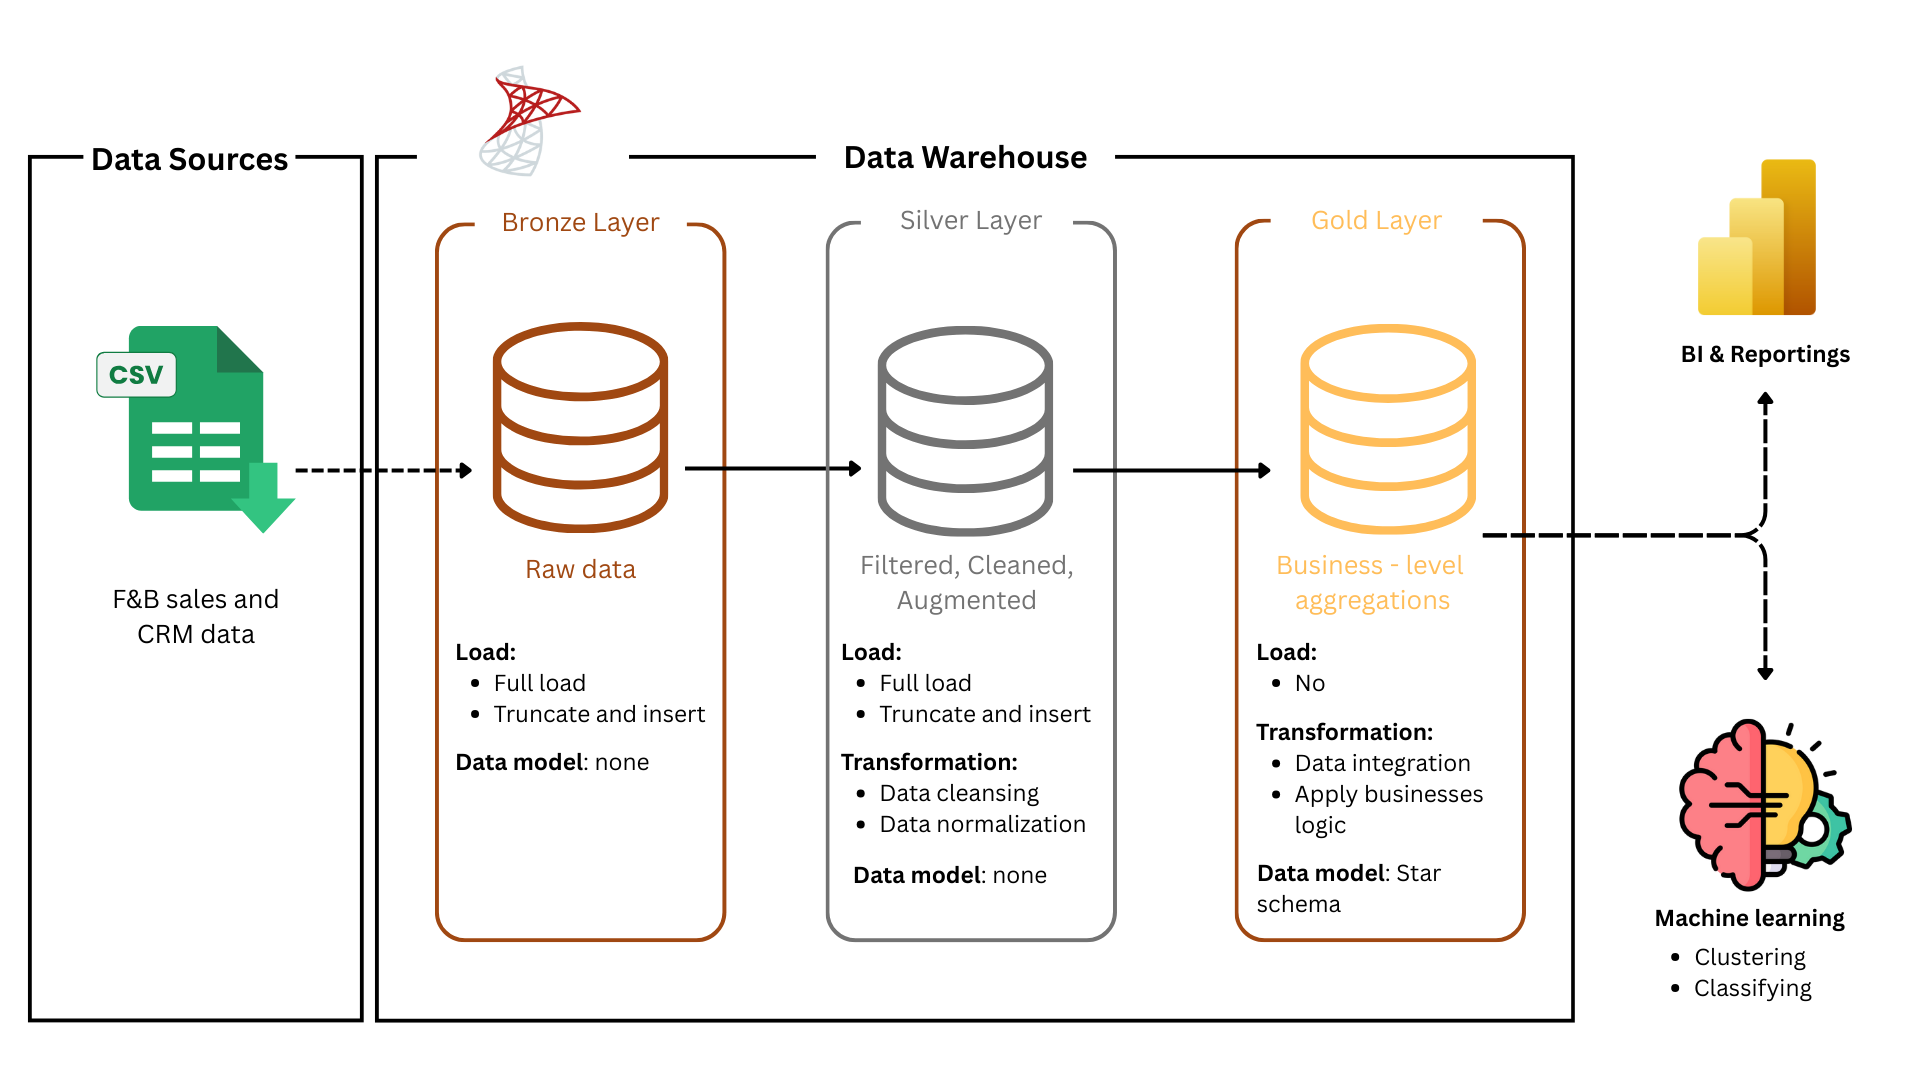 Data Sources
CSV
F&B sales and
CRM data
Data Warehouse
Bronze Layer
Raw data
Load:
• Full load
• Truncate and insert
Data model: none
Silver Layer
Filtered, Cleaned,
Augmented
Load:
• Full load
• Truncate and insert
Transformation:
• Data cleansing
• Data normalization
Data model: none
Gold Layer
Business - level
aggregations
Load:
• No
Transformation:
• Data integration
• Apply businesses
logic
Data model: Star
schema
BI & Reportings
Machine learning
• Clustering
• Classifying